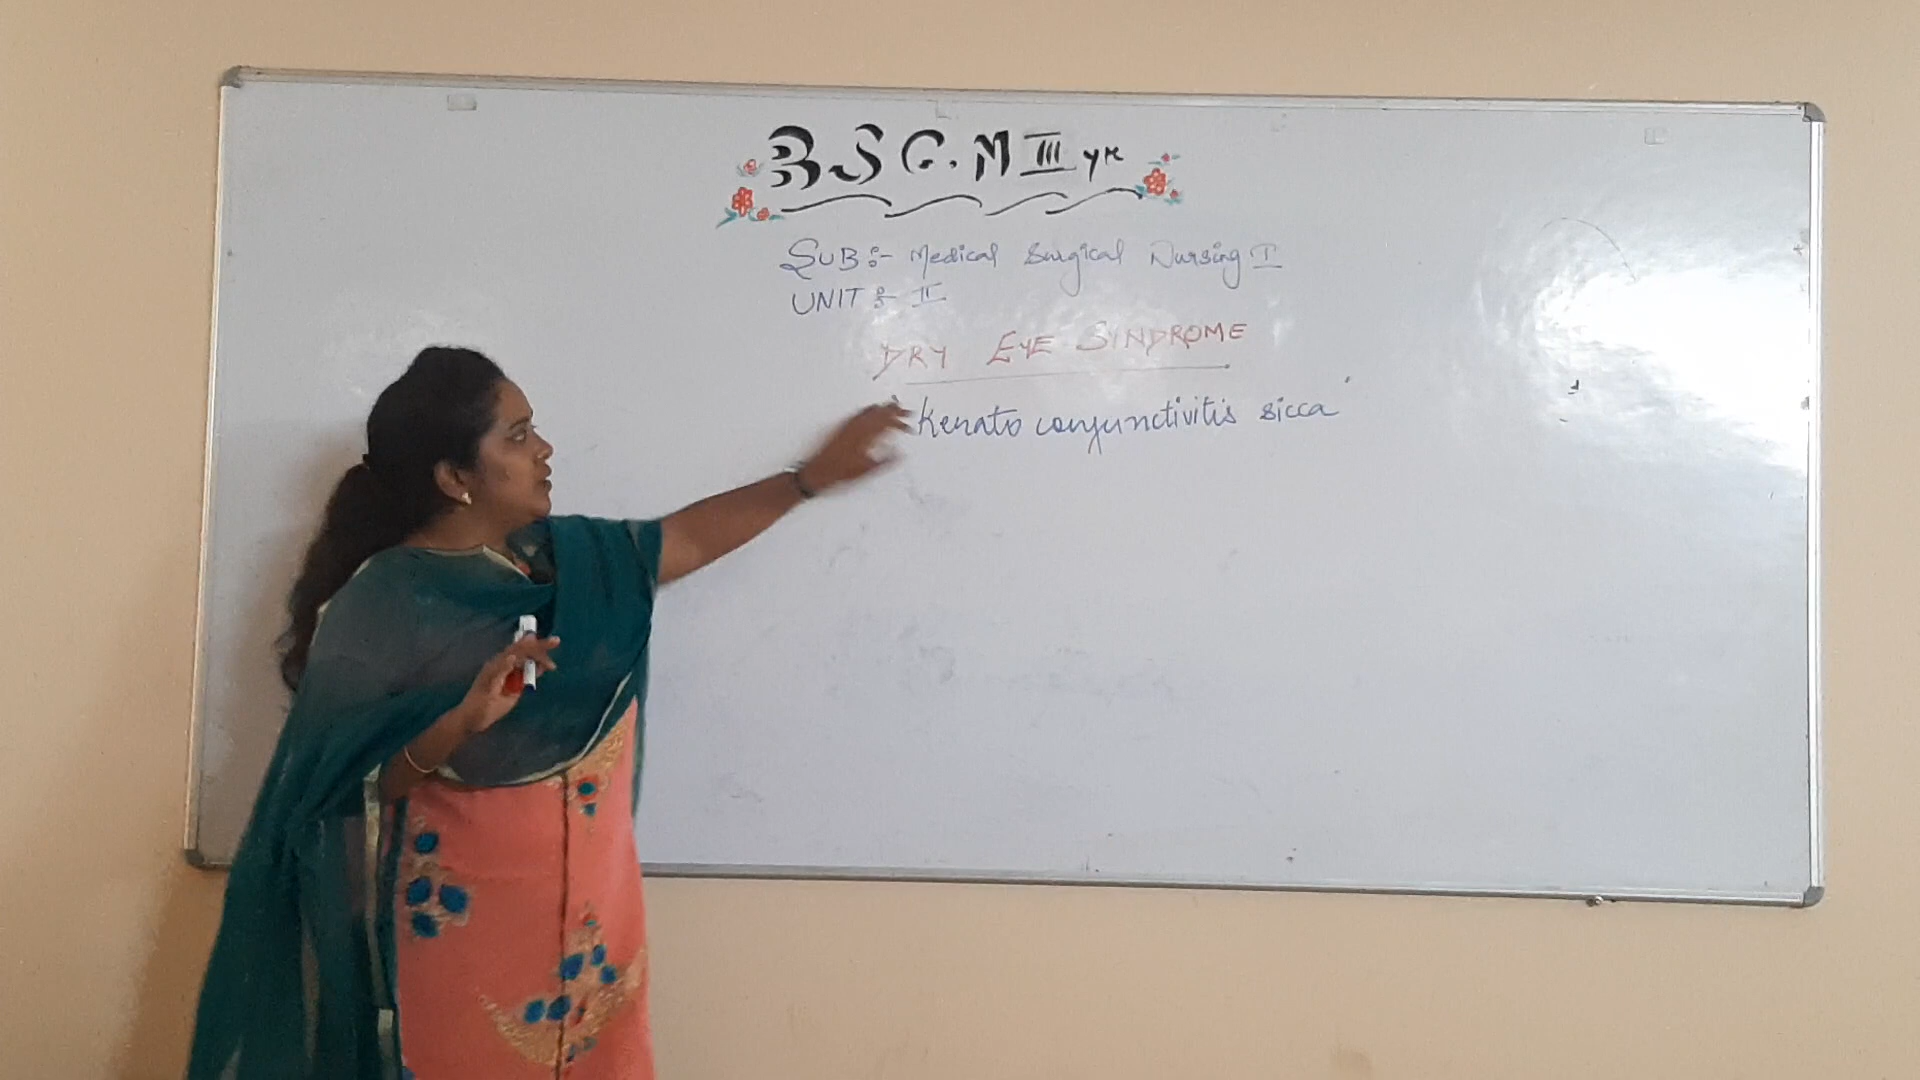 BSC. N III yr
SUB:- Medical Surgical Nursing I
UNIT :- II
DRY EYE SYNDROME
Kerato conjunctivitis sicca